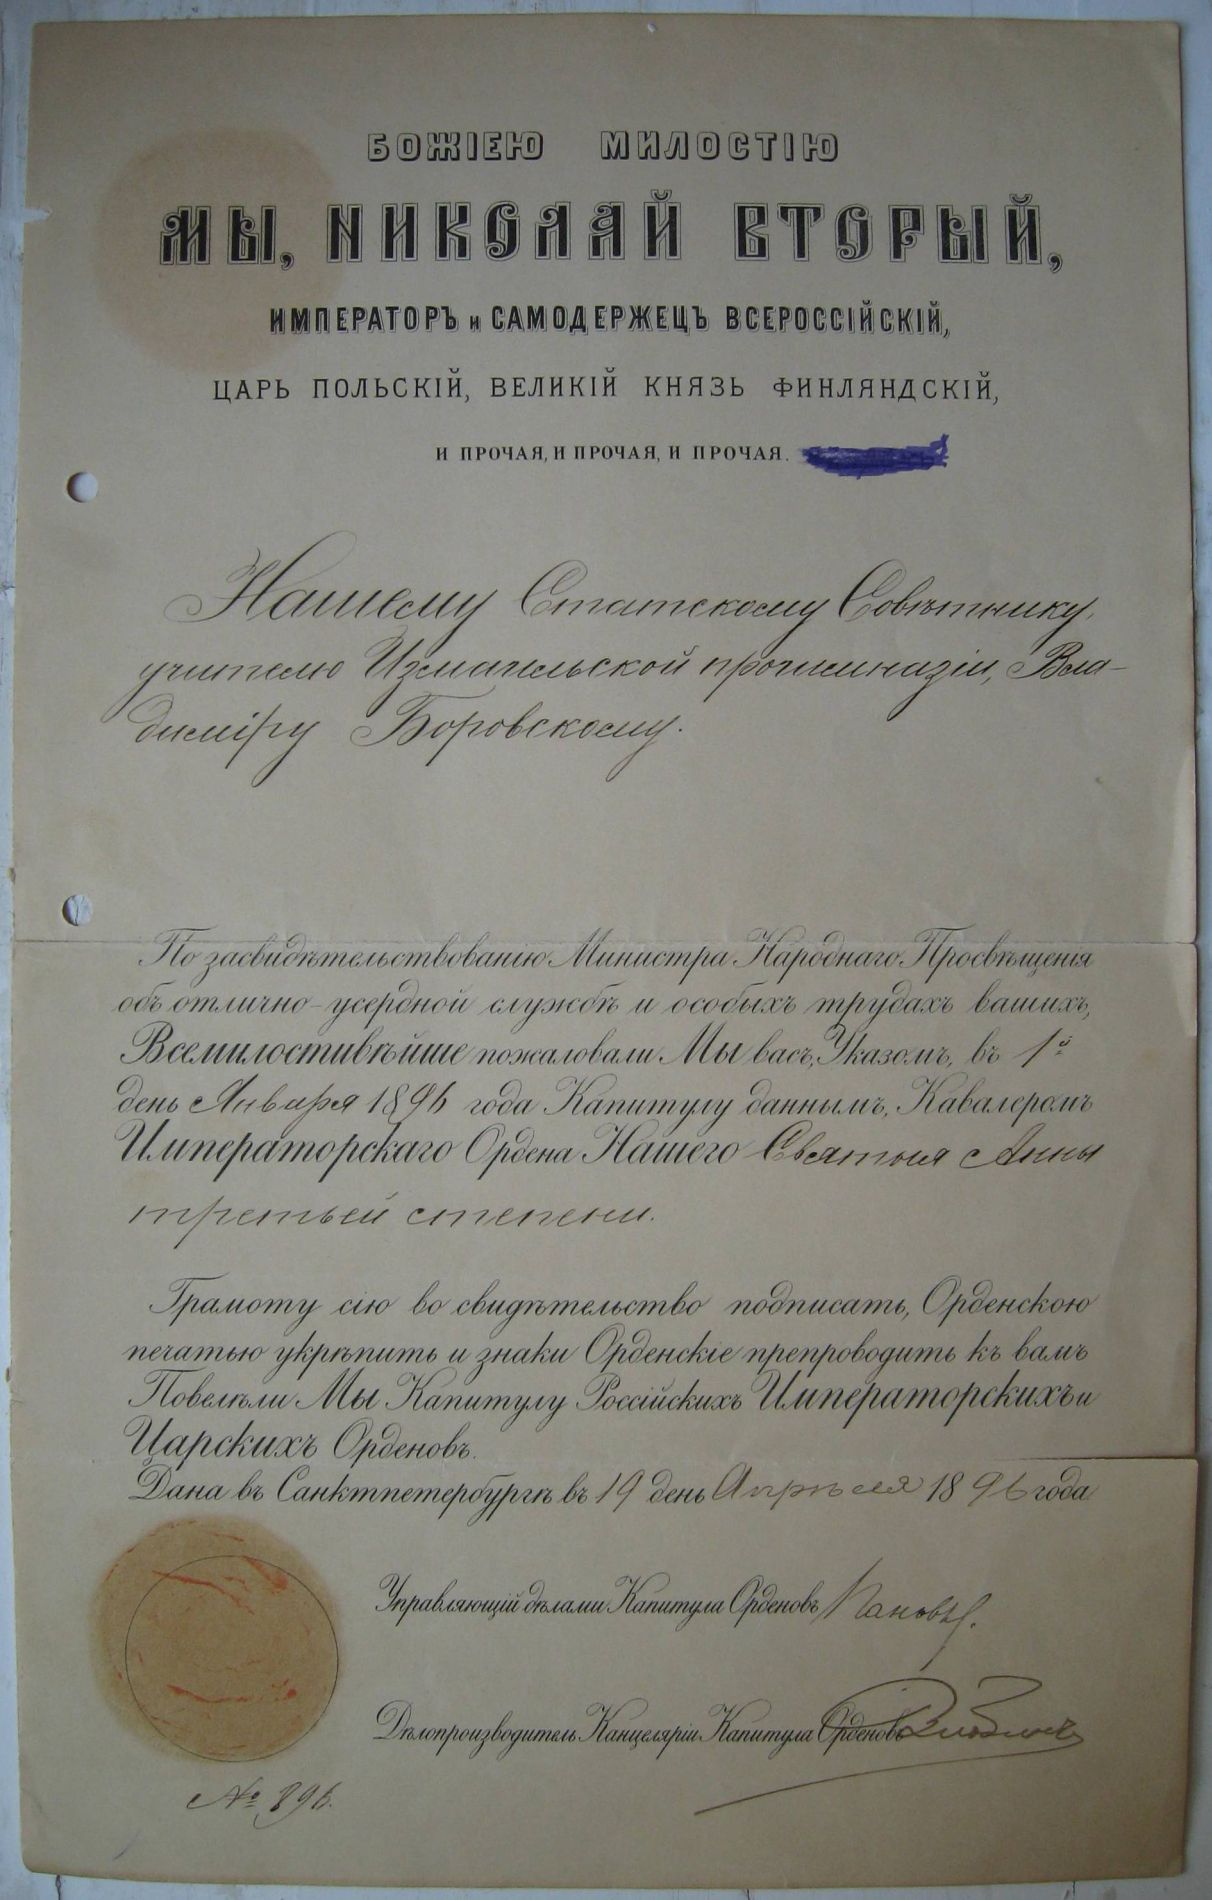 БОЖІЕЮ МИЛОСТІЮ
МЫ, НИКОЛАЙ ВТОРЫЙ,
ИМПЕРАТОРЪ и САМОДЕРЖЕЦЪ ВСЕРОССІЙСКІЙ,
ЦАРЬ ПОЛЬСКІЙ, ВЕЛИКІЙ КНЯЗЬ ФИНЛЯНДСКІЙ,
И ПРОЧАЯ, И ПРОЧАЯ, И ПРОЧАЯ.
Нашему Статскому Совѣтнику,
учителю Измаильской прогимназіи, Вла-
диміру Боровскому.
По засвидѣтельствованію Министра Народнаго Просвѣщенія
объ отлично-усердной службѣ и особыхъ трудахъ вашихъ,
Всемилостивѣйше пожаловали Мы васъ, Указомъ, въ 1й
день Января 1896 года Капитулу даннымъ, Кавалеромъ
Императорскаго Ордена Нашего Святыя Анны
третьей степени.
Грамоту сію во свидѣтельство подписать, Орденскою
печатью укрѣпить и знаки Орденскіе препроводить къ вамъ
Повелѣли Мы Капитулу Россійскихъ Императорскихъ и
Царскихъ Орденовъ.
Дана въ Санктпетербургѣ въ 19 день Апрѣля 1896 года
Управляющій дѣлами Капитула Орденовъ Пановъ
Дѣлопроизводитель Канцеляріи Капитула Орденовъ
№ 896.